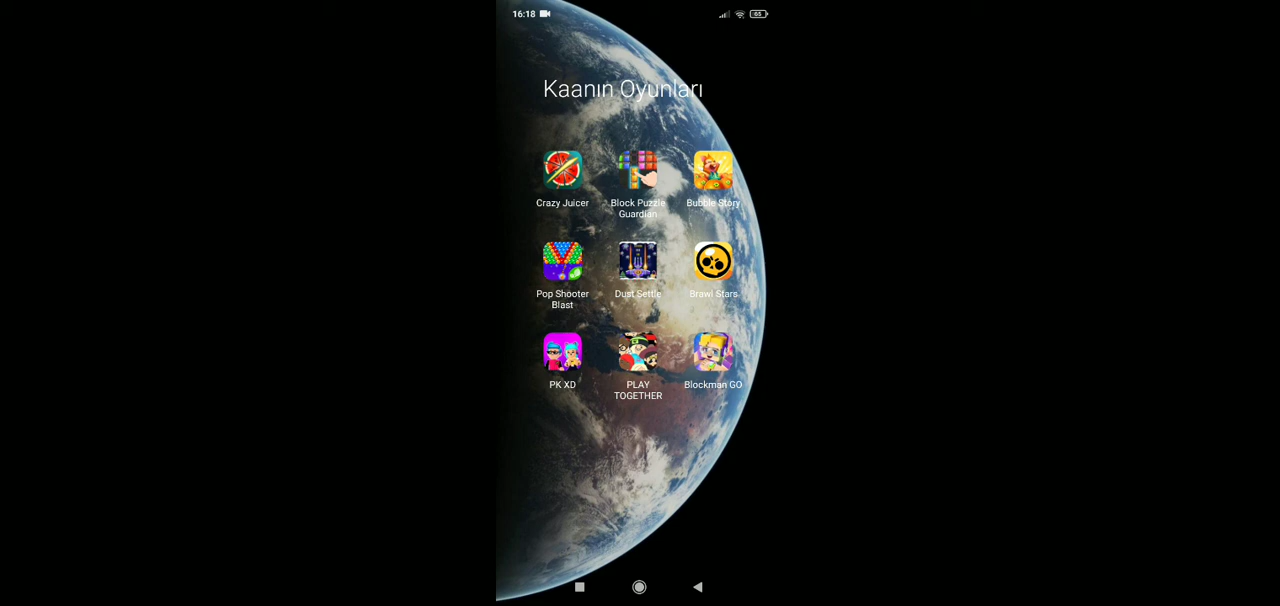 16:18
65
Kaanın Oyunları
Crazy Juicer
Block Puzzle
Guardian
Bubble Story
Pop Shooter
Blast
Dust Settle
Brawl Stars
PK XD
PLAY
TOGETHER
Blockman GO